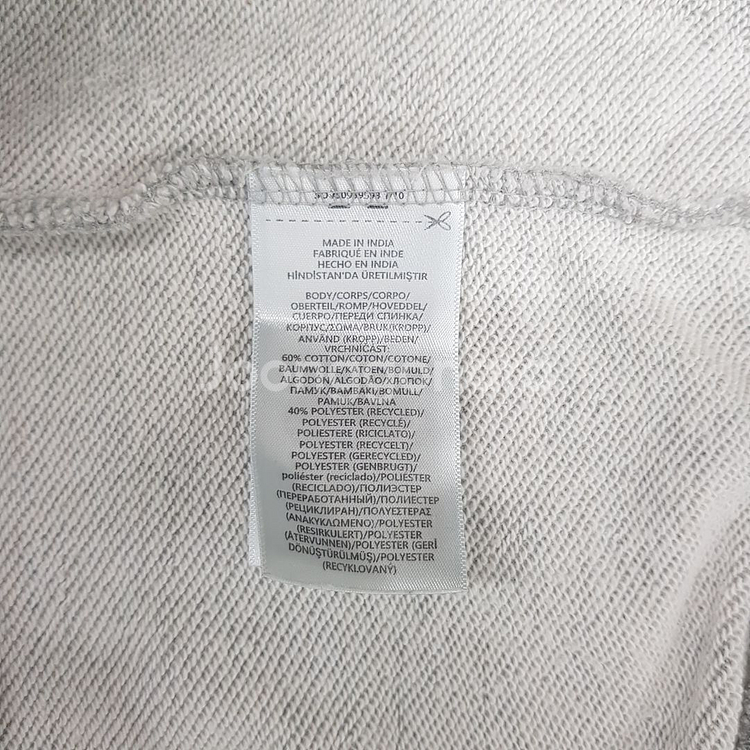 MADE IN INDIA
FABRIQUÉ EN INDE
HECHO EN INDIA
HİNDİSTAN'DA ÜRETİLMİŞTİR
BODY/CORPS/CORPO/
OBERTEIL/ROMP/HOVEDDEL/
CUERPO/ПЕРЕДИ СПИНКА/
КОРПУС/ΣΩΜΑ/BRUK(KROPP)/
ANVÄND (KROPP)/BEDEN/
VRCHNIČAST:
60% COTTON/COTON/COTONE/
BAUMWOLLE/KATOEN/BOMULD/
ALGODÓN/ALGODÃO/ХЛОПОК/
ПАМУК/ΒΑΜΒΑΚΙ/BOMULL/
PAMUK/BAVLNA
40% POLYESTER (RECYCLED)/
POLYESTER (RECYCLÉ)/
POLIESTERE (RICICLATO)/
POLYESTER (RECYCELT)/
POLYESTER (GERECYCLED)/
POLYESTER (GENBRUGT)/
poliéster (reciclado)/POLIÉSTER
(RECICLADO)/ПОЛИЭСТЕР
(ПЕРЕРАБОТАННЫЙ)/ПОЛИЕСТЕР
(РЕЦИКЛИРАН)/ΠΟΛΥΕΣΤΕΡΑΣ
(ΑΝΑΚΥΚΛΩΜΕΝΟ)/POLYESTER
(RESIRKULERT)/POLYESTER
(ÅTERVUNNEN)/POLYESTER (GERİ
DÖNÜŞTÜRÜLMÜŞ)/POLYESTER
(RECYKLOVANÝ)